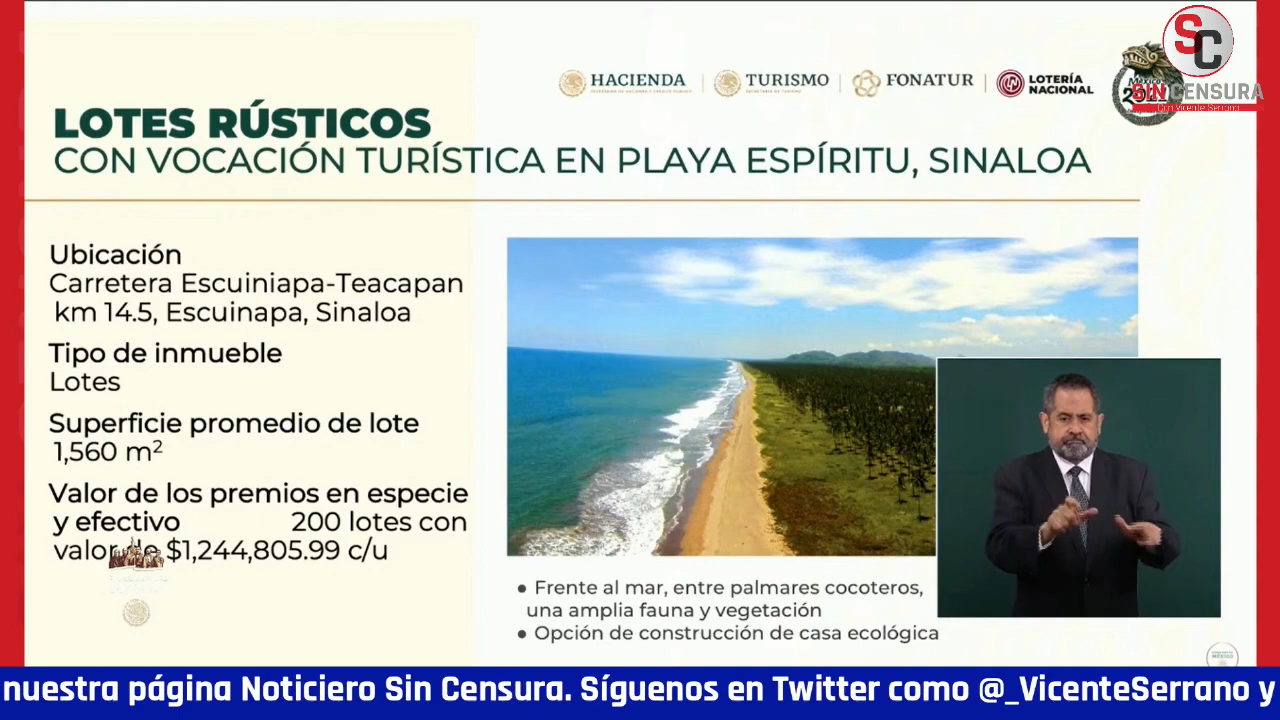 HACIENDA
TURISMO
FONATUR
LOTERÍA
NACIONAL
SC
SIN CENSURA
Con Vicente Serrano
LOTES RÚSTICOS
CON VOCACIÓN TURÍSTICA EN PLAYA ESPÍRITU, SINALOA
Ubicación
Carretera Escuiniapa-Teacapan
km 14.5, Escuinapa, Sinaloa
Tipo de inmueble
Lotes
Superficie promedio de lote
1,560 m²
Valor de los premios en especie
y efectivo 200 lotes con
valor de $1,244,805.99 c/u
● Frente al mar, entre palmares cocoteros,
una amplia fauna y vegetación
● Opción de construcción de casa ecológica
nuestra página Noticiero Sin Censura. Síguenos en Twitter como @_VicenteSerrano y